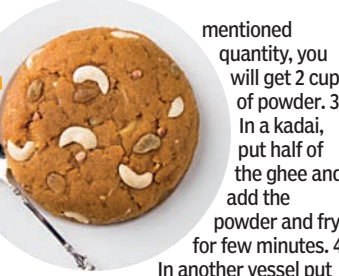 mentioned
quantity, you
will get 2 cup
of powder. 3
In a kadai,
put half of
the ghee and
add the
powder and fry
for few minutes. 4
In another vessel put